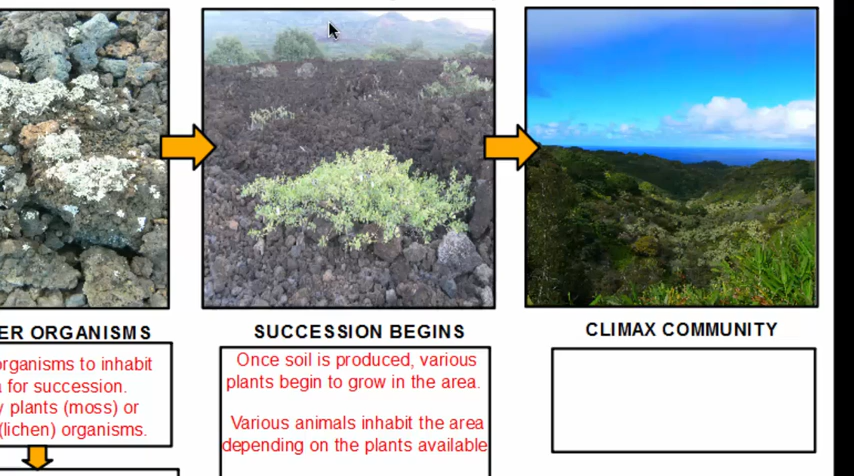 ER ORGANISMS
organisms to inhabit
for succession.
plants (moss) or
(lichen) organisms.
SUCCESSION BEGINS
Once soil is produced, various
plants begin to grow in the area.
Various animals inhabit the area
depending on the plants available
CLIMAX COMMUNITY